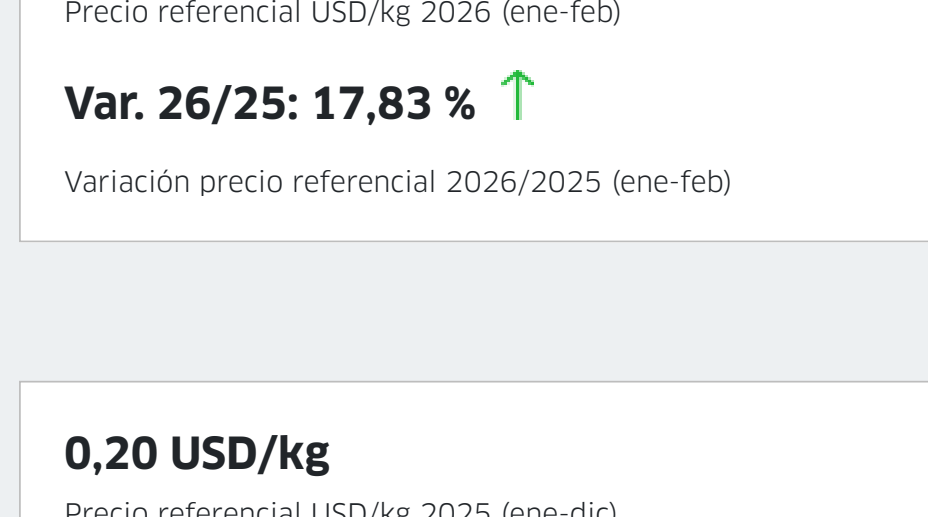 Precio referencial USD/kg 2026 (ene-feb)
Var. 26/25: 17,83 %
Variación precio referencial 2026/2025 (ene-feb)
0,20 USD/kg
Precio referencial USD/kg 2025 (ene-dic)